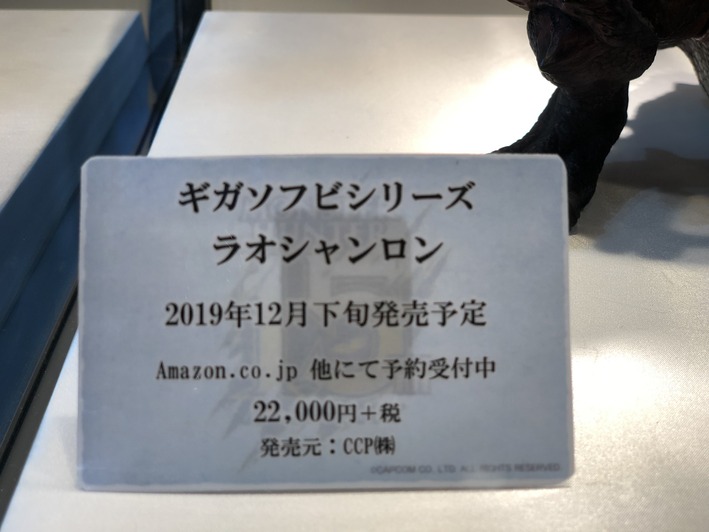 ギガソフビシリーズ
ラオシャンロン
2019年12月下旬発売予定
Amazon.co.jp 他にて予約受付中
22,000円+税
発売元：CCP㈱
©CAPCOM CO., LTD. ALL RIGHTS RESERVED.